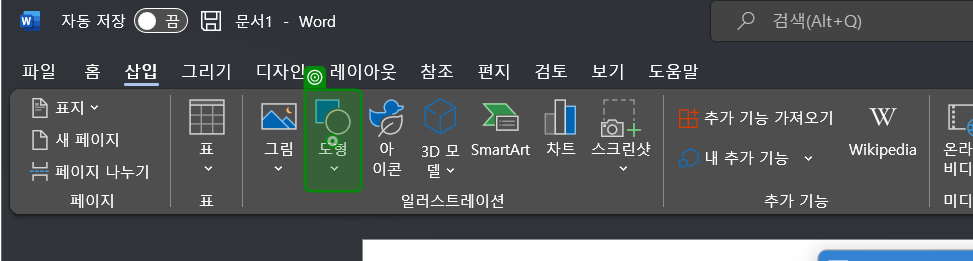 자동 저장 끔 문서1 - Word 검색(Alt+Q)
파일 홈 삽입 그리기 디자인 레이아웃 참조 편지 검토 보기 도움말
표지
새 페이지
페이지 나누기
페이지
표
표
그림
도형
아
이콘
3D 모
델
SmartArt
차트
스크린샷
일러스트레이션
추가 기능 가져오기
내 추가 기능
Wikipedia
추가 기능
온라
비디
미디